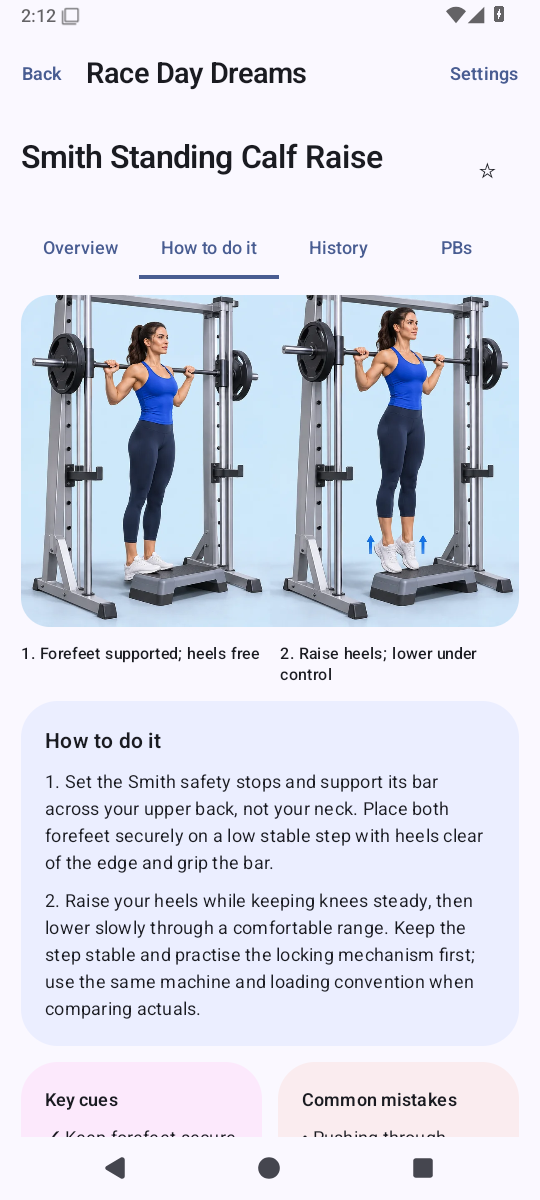 2:12
Back Race Day Dreams Settings
Smith Standing Calf Raise
Overview How to do it History PBs
1. Forefeet supported; heels free
2. Raise heels; lower under
control
How to do it
1. Set the Smith safety stops and support its bar
across your upper back, not your neck. Place both
forefeet securely on a low stable step with heels clear
of the edge and grip the bar.
2. Raise your heels while keeping knees steady, then
lower slowly through a comfortable range. Keep the
step stable and practise the locking mechanism first;
use the same machine and loading convention when
comparing actuals.
Key cues
✓ Keep forefeet secure
Common mistakes
• Pushing through